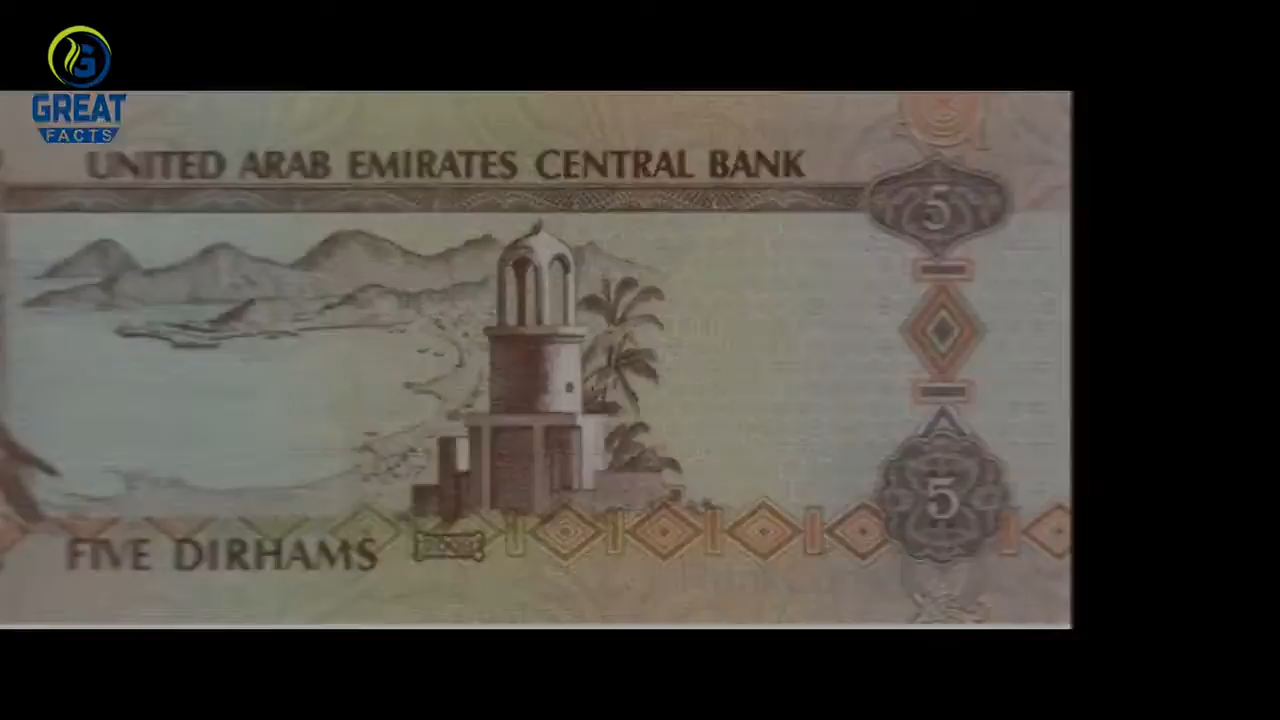 GREAT
FACTS
UNITED ARAB EMIRATES CENTRAL BANK
5
5
FIVE DIRHAMS